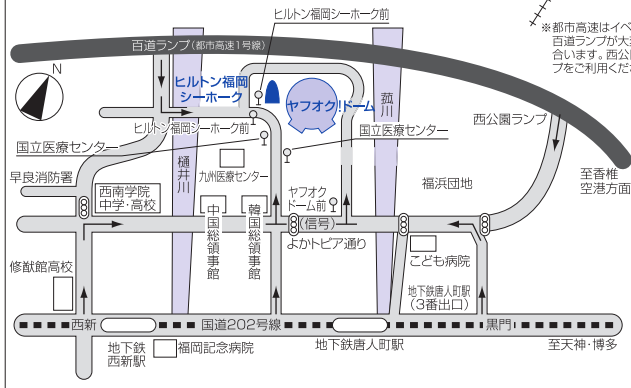 ヒルトン福岡シーホーク前
※都市高速はイベ
百道ランプが大
合います。西公
プをご利用くだ
百道ランプ(都市高速1号線)
N
ヒルトン福岡
シーホーク
ヤフオク!ドーム
菰川
西公園ランプ
ヒルトン福岡シーホーク前
国立医療センター
国立医療センター
至香椎
空港方面
早良消防署
樋井川
九州医療センター
福浜団地
西南学院
中学・高校
ヤフオク
ドーム前
中国総領事館
韓国総領事館
(信号)
よかトピア通り
こども病院
修猷館高校
地下鉄唐人町駅
(3番出口)
西新
国道202号線
黒門
地下鉄
西新駅
福岡記念病院
地下鉄唐人町駅
至天神・博多